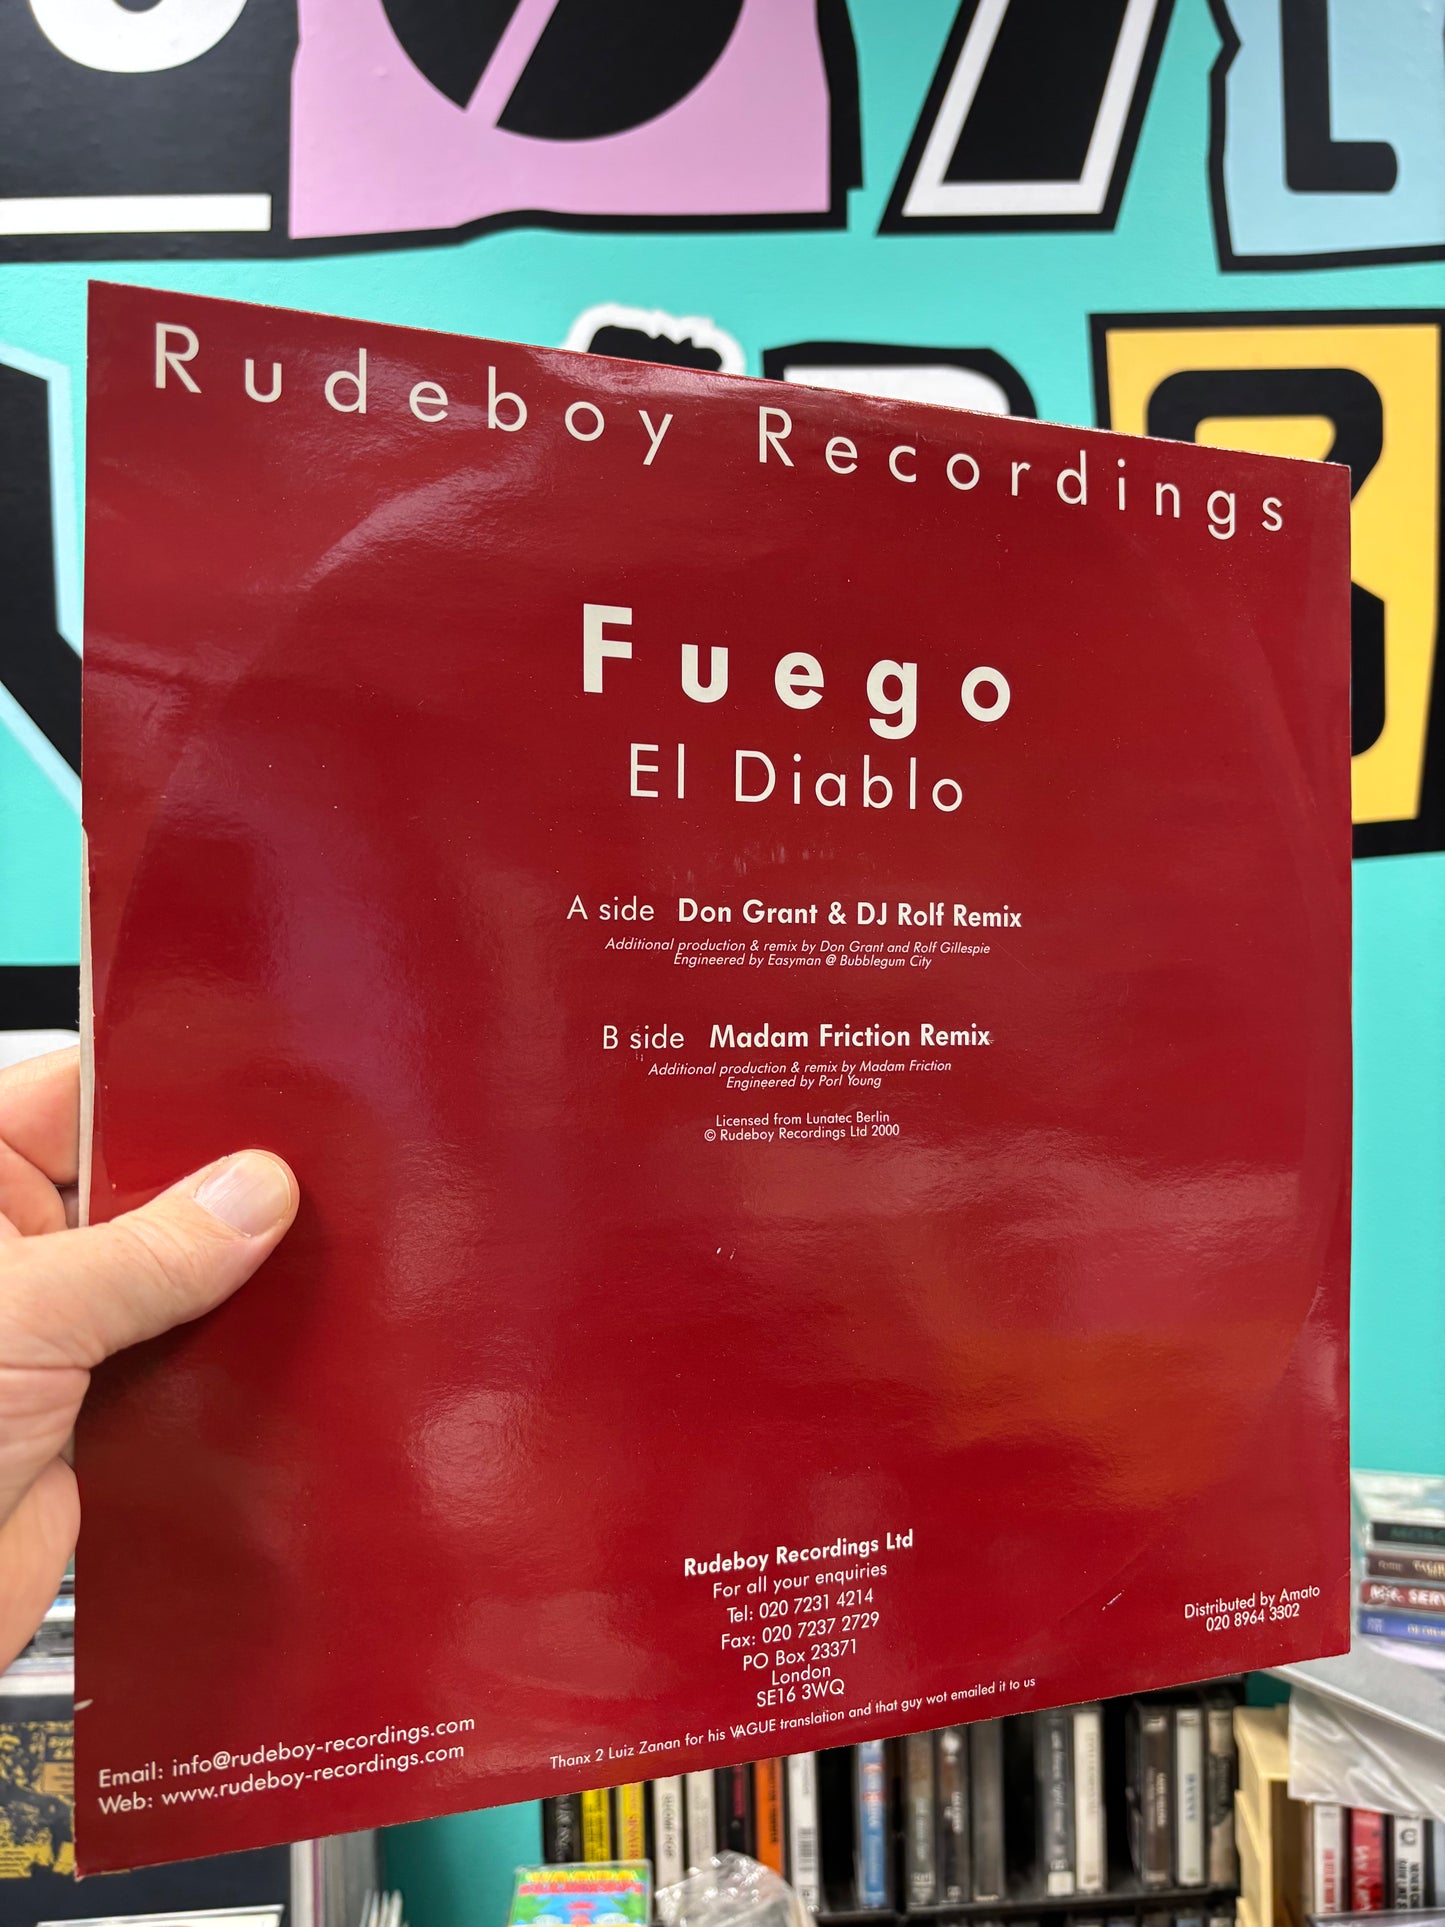 Rudeboy Recordings
Fuego
El Diablo
A side Don Grant & DJ Rolf Remix
Additional production & remix by Don Grant and Rolf Gillespie
Engineered by Easyman @ Bubblegum City
B side Madam Friction Remix
Additional production & remix by Madam Friction
Engineered by Porl Young
Licensed from Lunatec Berlin
© Rudeboy Recordings Ltd 2000
Rudeboy Recordings Ltd
For all your enquiries
Tel: 020 7231 4214
Fax: 020 7237 2729
PO Box 23371
London
SE16 3WQ
Distributed by Amato
020 8964 3302
Email: info@rudeboy-recordings.com
Web: www.rudeboy-recordings.com
Thanx 2 Luiz Zanan for his VAGUE translation and that guy wot emailed it to us